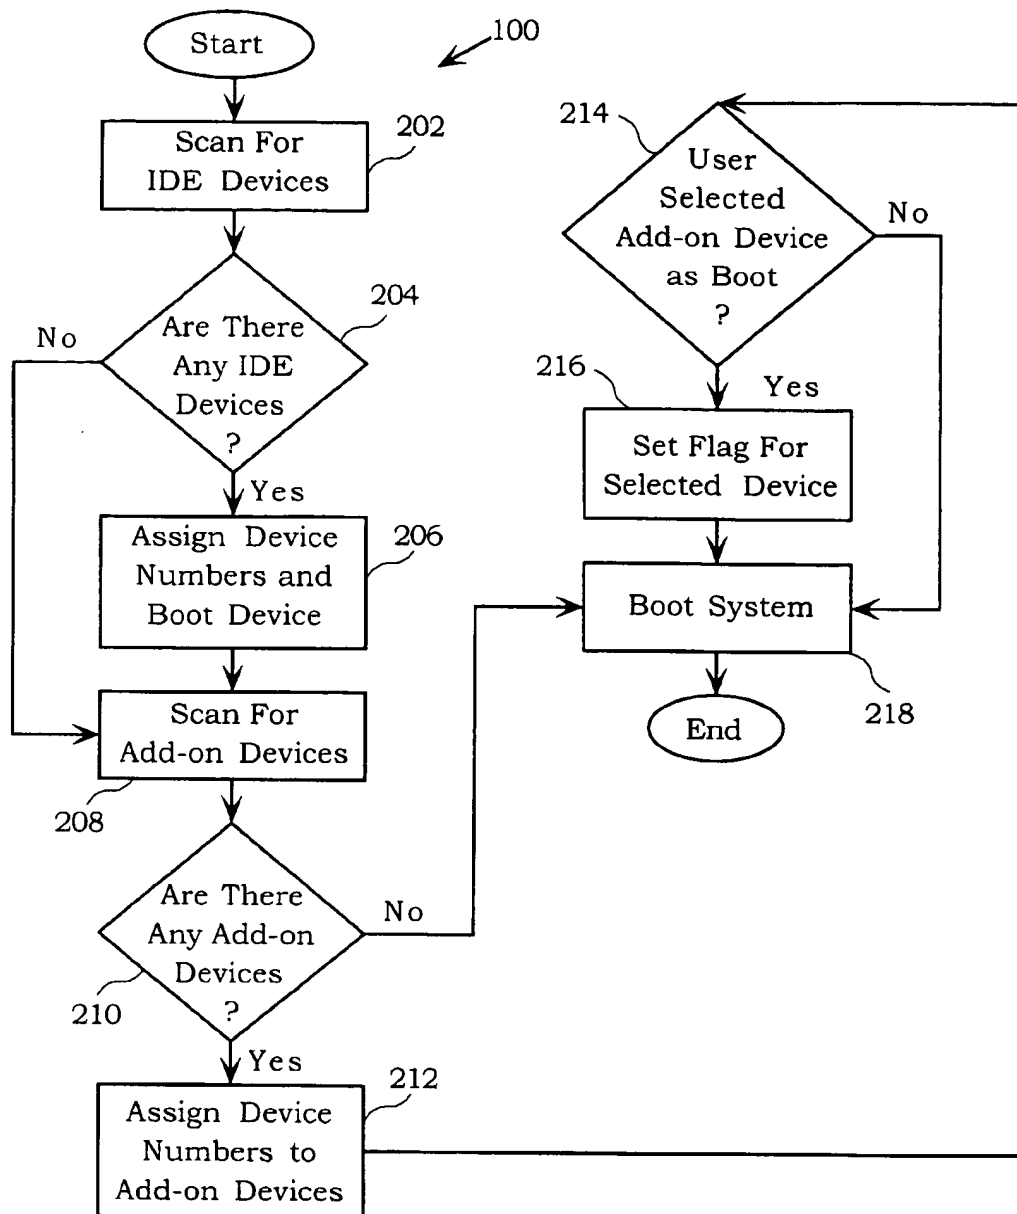 Start
100
Scan For
IDE Devices
202
Are There
Any IDE
Devices
?
204
No
Yes
Assign Device
Numbers and
Boot Device
206
Scan For
Add-on Devices
208
Are There
Any Add-on
Devices
?
210
No
Yes
Assign Device
Numbers to
Add-on Devices
212
214
User
Selected
Add-on Device
as Boot
?
No
Yes
216
Set Flag For
Selected Device
Boot System
218
End